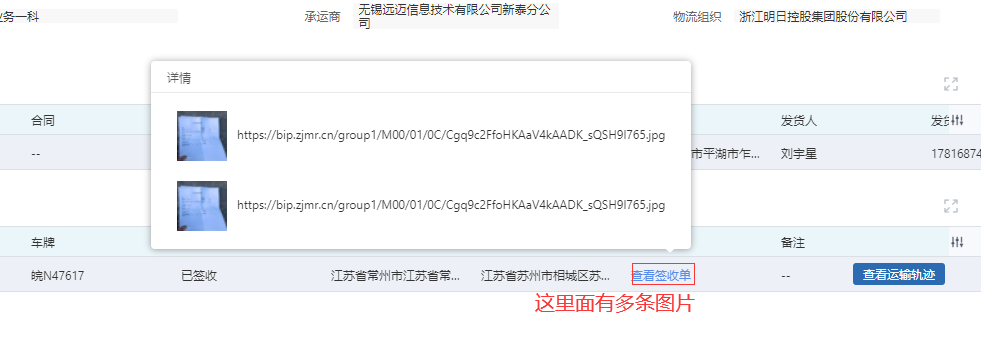 业务一科
承运商
无锡远迈信息技术有限公司新泰分公司
物流组织
浙江明日控股集团股份有限公司
详情
https://bip.zjmr.cn/group1/M00/01/0C/Cgq9c2FfoHKAaV4kAADK_sQSH9I765.jpg
https://bip.zjmr.cn/group1/M00/01/0C/Cgq9c2FfoHKAaV4kAADK_sQSH9I765.jpg
合同
发货人
--
市平湖市乍...
刘宇星
17816874
车牌
备注
皖N47617
已签收
江苏省常州市江苏省常...
江苏省苏州市相城区苏...
查看签收单
--
查看运输轨迹
这里面有多条图片